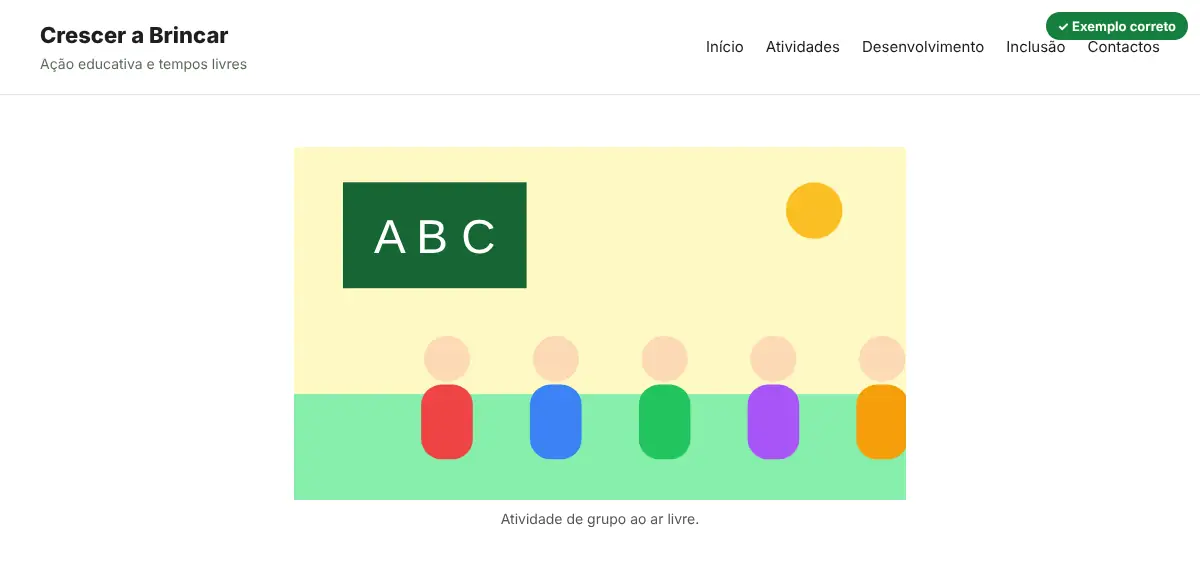 Crescer a Brincar
Ação educativa e tempos livres
✓ Exemplo correto
Início Atividades Desenvolvimento Inclusão Contactos
A B C
Atividade de grupo ao ar livre.